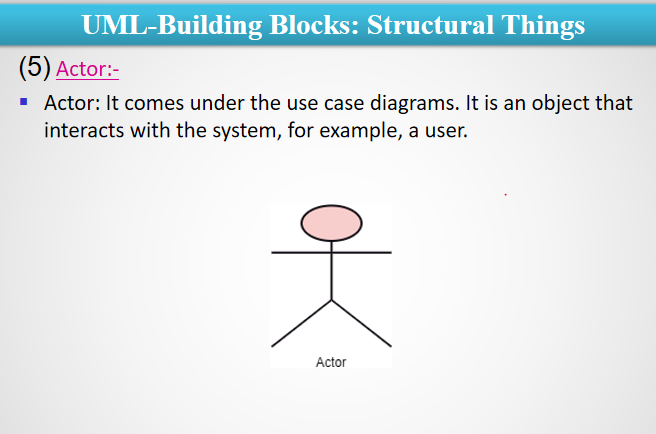 UML-Building Blocks: Structural Things
(5) Actor:-
▪ Actor: It comes under the use case diagrams. It is an object that
interacts with the system, for example, a user.
Actor